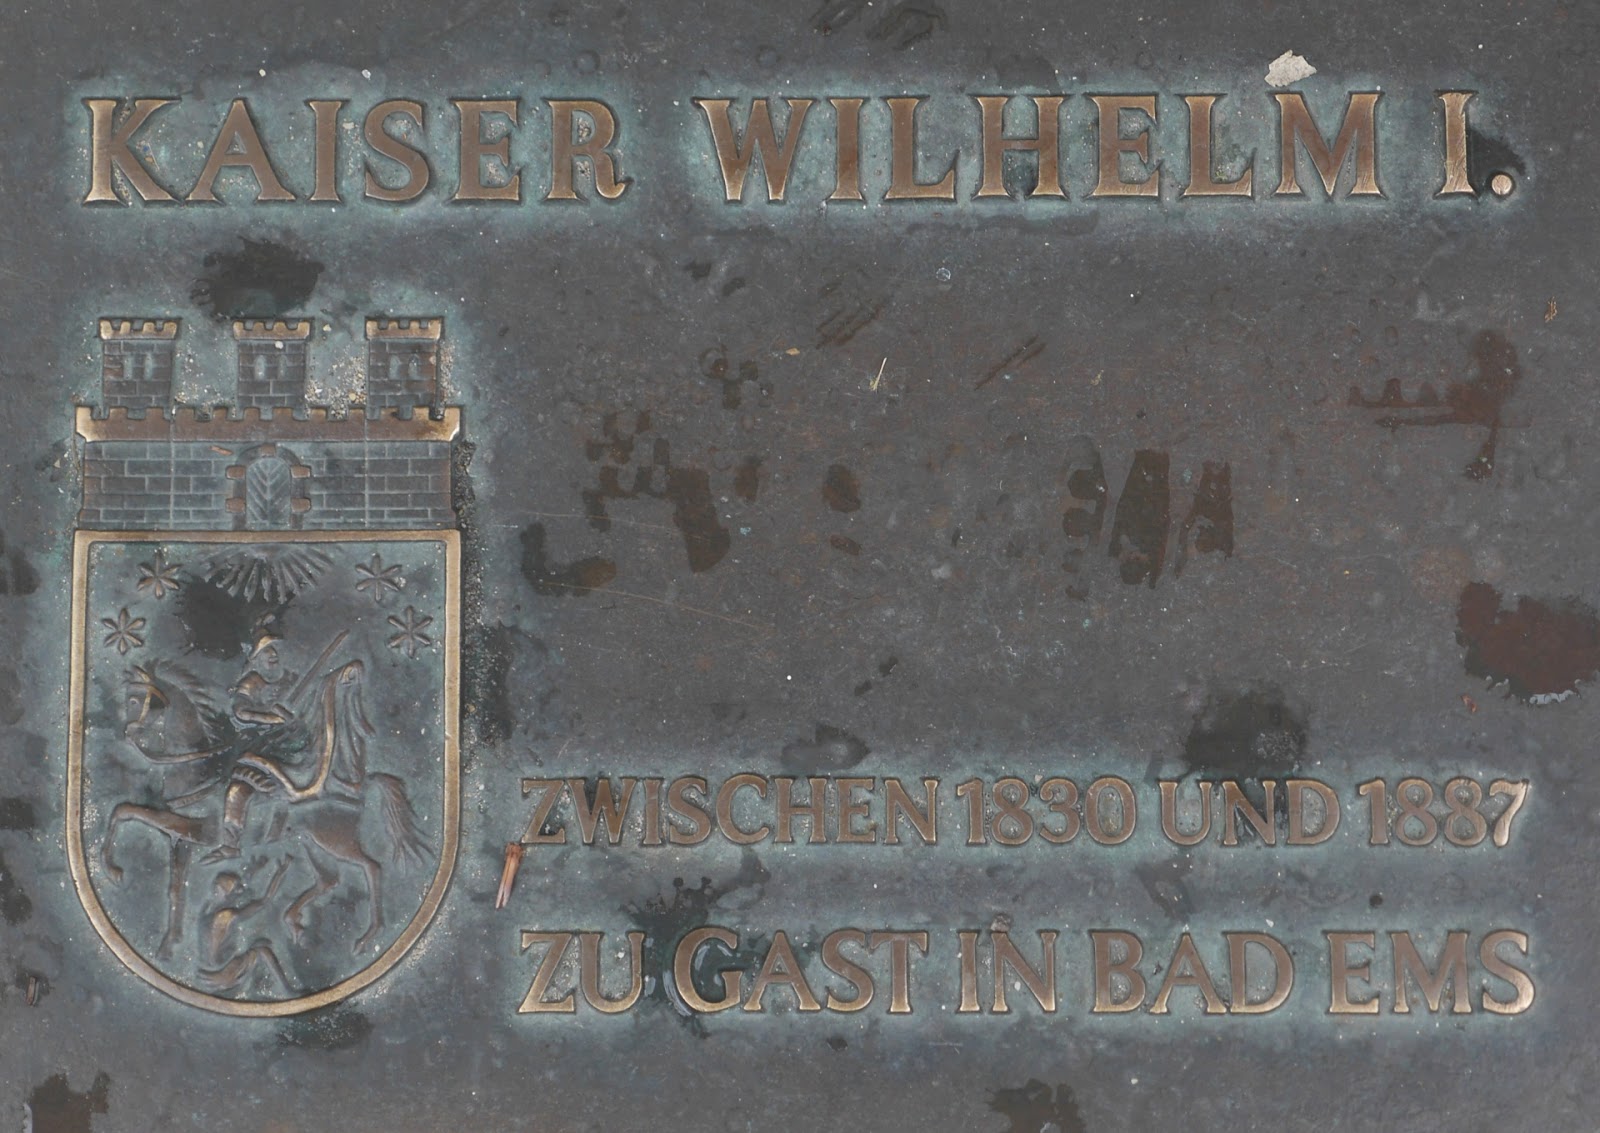 KAISER WILHELM I.
ZWISCHEN 1830 UND 1887
ZU GAST IN BAD EMS